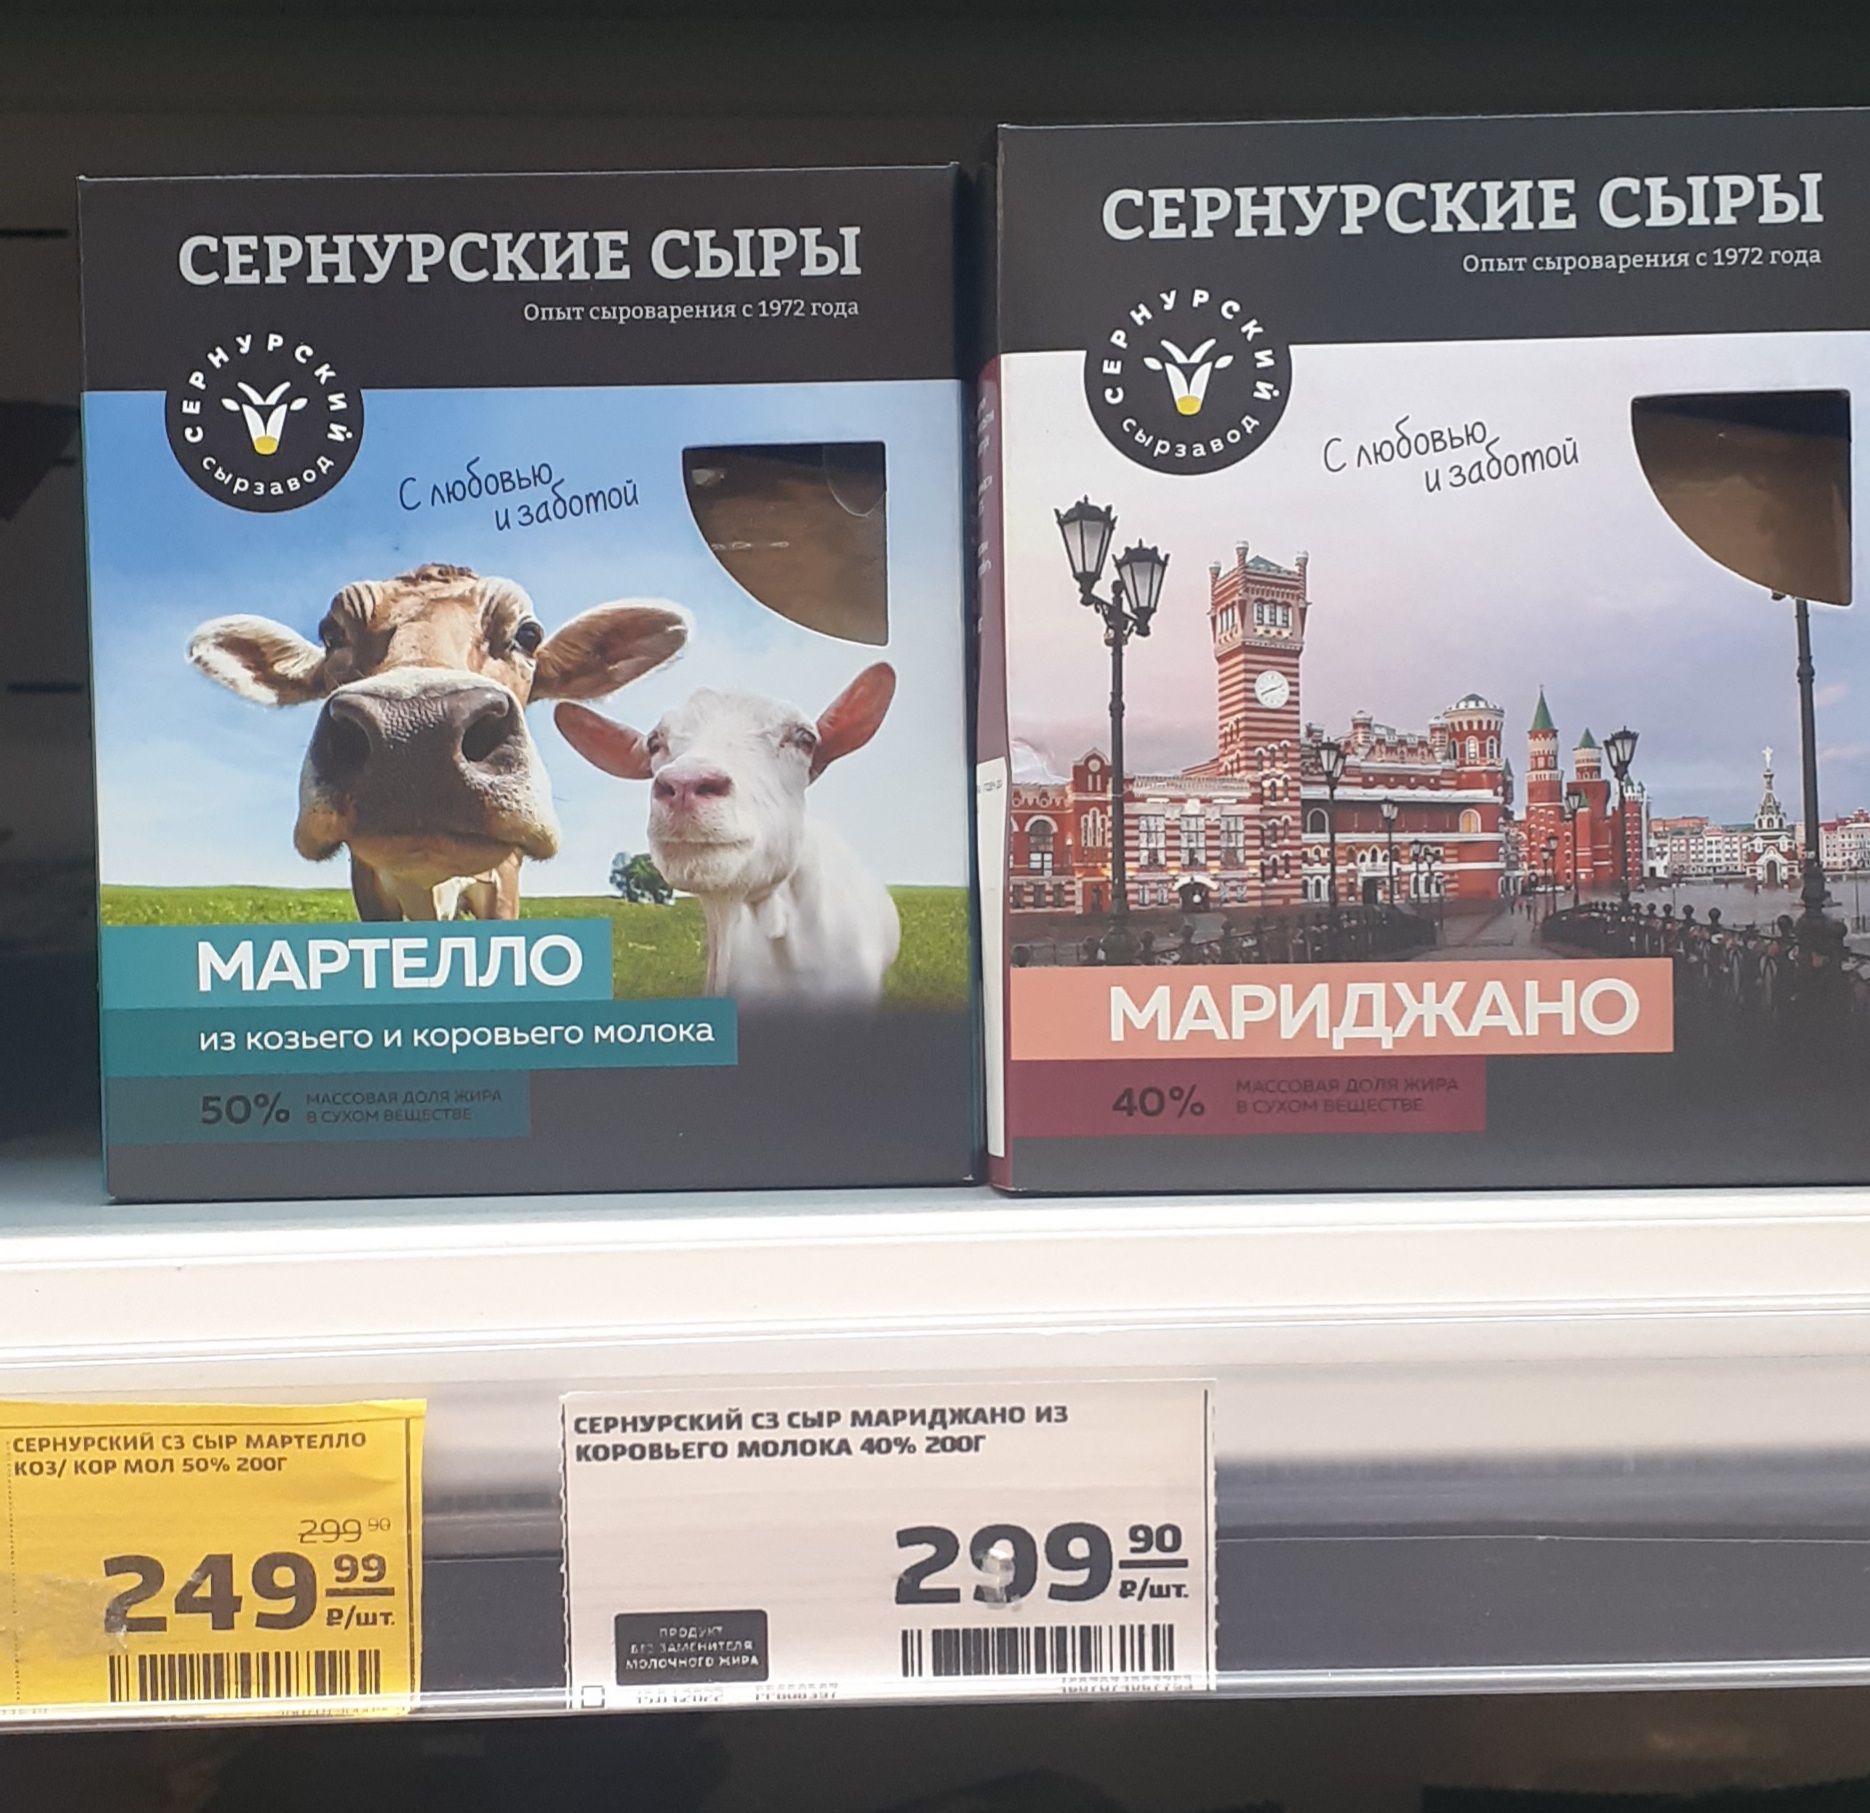 СЕРНУРСКИЕ СЫРЫ
Опыт сыроварения с 1972 года
СЕРНУРСКИЙ
сырзавод
С любовью
и заботой
МАРТЕЛЛО
из козьего и коровьего молока
50%
МАССОВАЯ ДОЛЯ ЖИРА
В СУХОМ ВЕЩЕСТВЕ
СЕРНУРСКИЕ СЫРЫ
Опыт сыроварения с 1972 года
СЕРНУРСКИЙ
сырзавод
С любовью
и заботой
МАРИДЖАНО
40%
МАССОВАЯ ДОЛЯ ЖИРА
В СУХОМ ВЕЩЕСТВЕ
СЕРНУРСКИЙ СЗ СЫР МАРТЕЛЛО
КОЗ/ КОР МОЛ 50% 200Г
299 90
249 99
₽/шт.
СЕРНУРСКИЙ СЗ СЫР МАРИДЖАНО ИЗ
КОРОВЬЕГО МОЛОКА 40% 200Г
299 90
₽/шт.
ПРОДУКТ
БЕЗ ЗАМЕНИТЕЛЯ
МОЛОЧНОГО ЖИРА